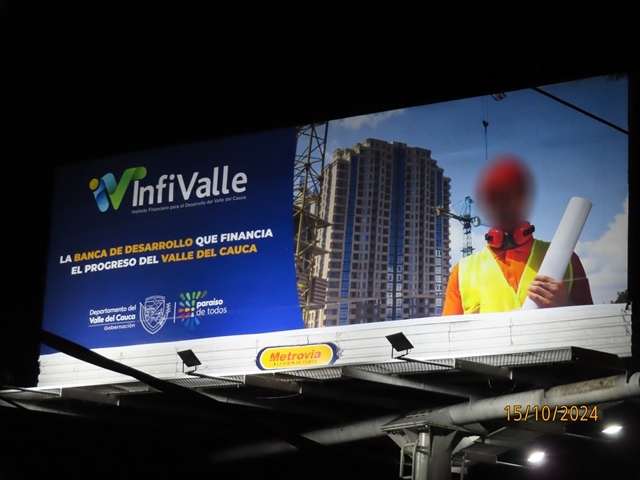 InfiValle
Instituto Financiero para el Desarrollo del Valle del Cauca
LA BANCA DE DESARROLLO QUE FINANCIA
EL PROGRESO DEL VALLE DEL CAUCA
Departamento del
Valle del Cauca
Gobernación
paraíso
de todos
Metrovia
15/10/2024